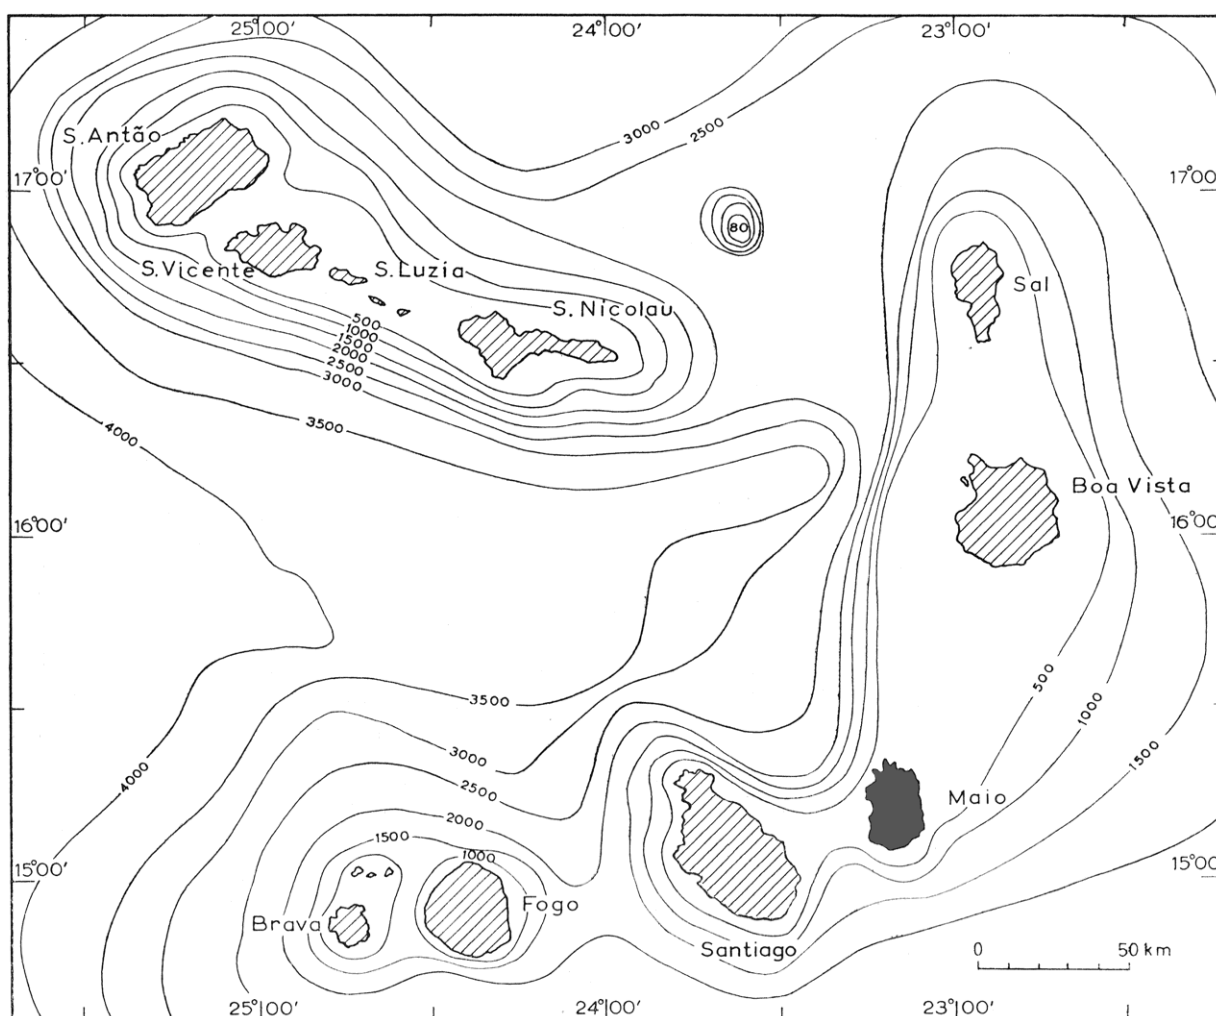 25°00' 24°00' 23°00'
3000 2500
S.Antão
17°00' 17°00'
80
S.Vicente S.Luzia Sal
S.Nicolau
500
1000
1500
2000
2500
3000
3500
4000
Boa Vista
16°00' 16°00
500
3500 1000
3000 1500
4000 2500
Maio
2000
1500
1000
15°00' 15°00
Brava Fogo
Santiago
0 50 km
25°00' 24°00' 23°00'